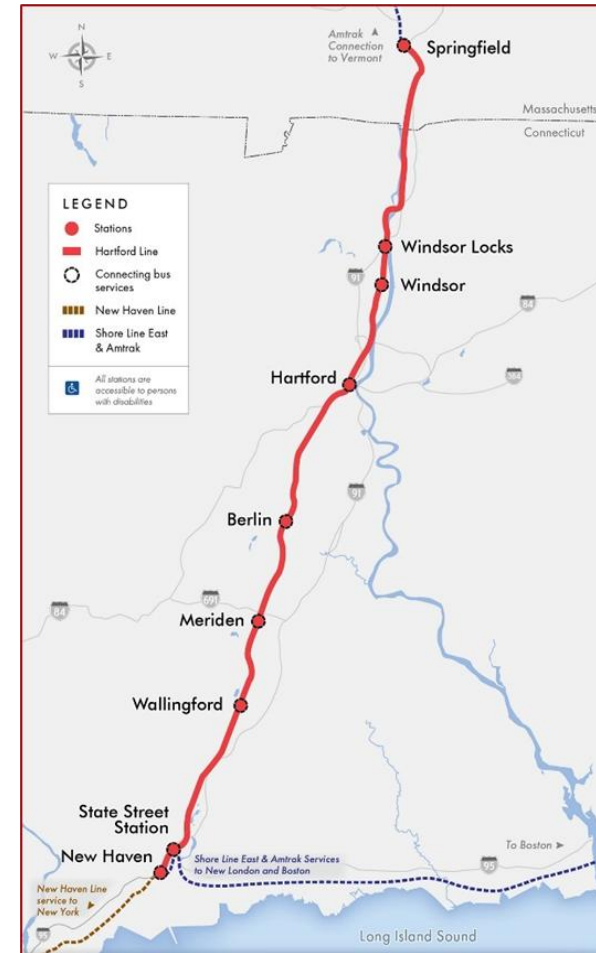 N
W E
S
Amtrak
Connection
to Vermont
Springfield
Massachusetts
Connecticut
LEGEND
Stations
Hartford Line
Connecting bus
services
New Haven Line
Shore Line East
& Amtrak
All stations are
accessible to persons
with disabilities
Windsor Locks
91
Windsor
84
Hartford
384
91
Berlin
691
84
Meriden
Wallingford
State Street
Station
New Haven
Shore Line East & Amtrak Services
to New London and Boston
To Boston
95
New Haven Line
service to
New York
95
Long Island Sound